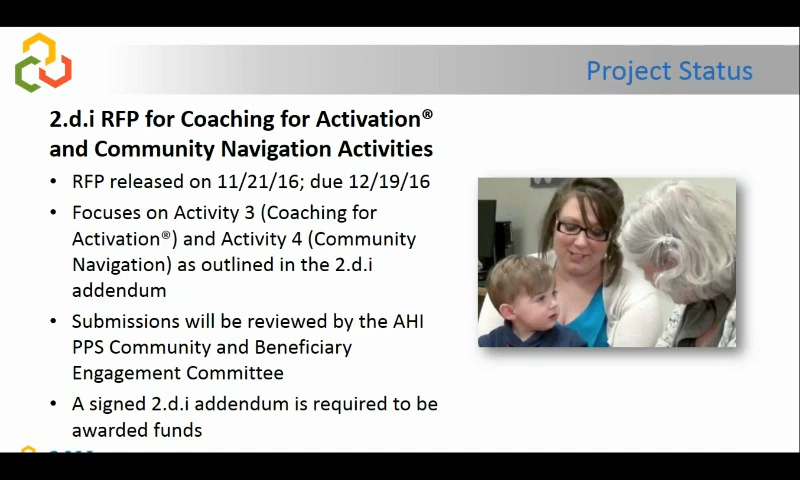 Project Status
2.d.i RFP for Coaching for Activation®
and Community Navigation Activities
• RFP released on 11/21/16; due 12/19/16
• Focuses on Activity 3 (Coaching for
Activation®) and Activity 4 (Community
Navigation) as outlined in the 2.d.i
addendum
• Submissions will be reviewed by the AHI
PPS Community and Beneficiary
Engagement Committee
• A signed 2.d.i addendum is required to be
awarded funds